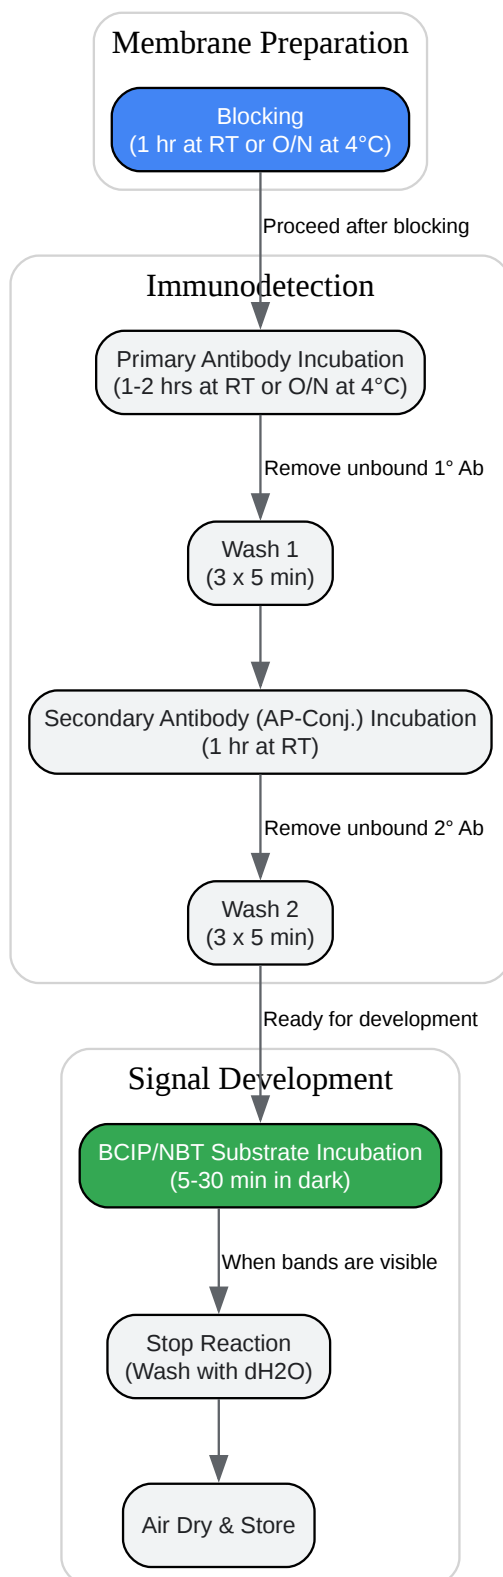 Membrane Preparation
Blocking
(1 hr at RT or O/N at 4°C)
Proceed after blocking
Immunodetection
Primary Antibody Incubation
(1-2 hrs at RT or O/N at 4°C)
Remove unbound 1° Ab
Wash 1
(3 x 5 min)
Secondary Antibody (AP-Conj.) Incubation
(1 hr at RT)
Remove unbound 2° Ab
Wash 2
(3 x 5 min)
Ready for development
Signal Development
BCIP/NBT Substrate Incubation
(5-30 min in dark)
When bands are visible
Stop Reaction
(Wash with dH2O)
Air Dry & Store